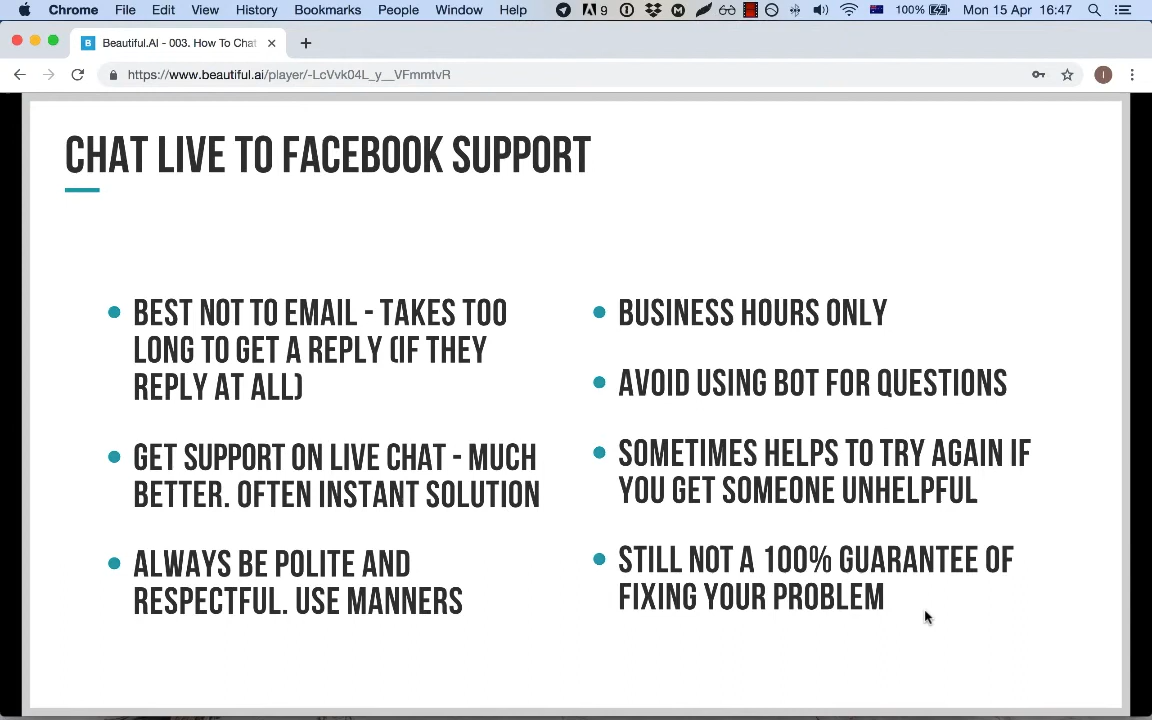 Chrome File Edit View History Bookmarks People Window Help 9 100% Mon 15 Apr 16:47
B Beautiful.AI - 003. How To Chat
https://www.beautiful.ai/player/-LcVvk04L_y__VFmmtvR I
CHAT LIVE TO FACEBOOK SUPPORT
BEST NOT TO EMAIL - TAKES TOO
LONG TO GET A REPLY (IF THEY
REPLY AT ALL)
GET SUPPORT ON LIVE CHAT - MUCH
BETTER. OFTEN INSTANT SOLUTION
ALWAYS BE POLITE AND
RESPECTFUL. USE MANNERS
BUSINESS HOURS ONLY
AVOID USING BOT FOR QUESTIONS
SOMETIMES HELPS TO TRY AGAIN IF
YOU GET SOMEONE UNHELPFUL
STILL NOT A 100% GUARANTEE OF
FIXING YOUR PROBLEM